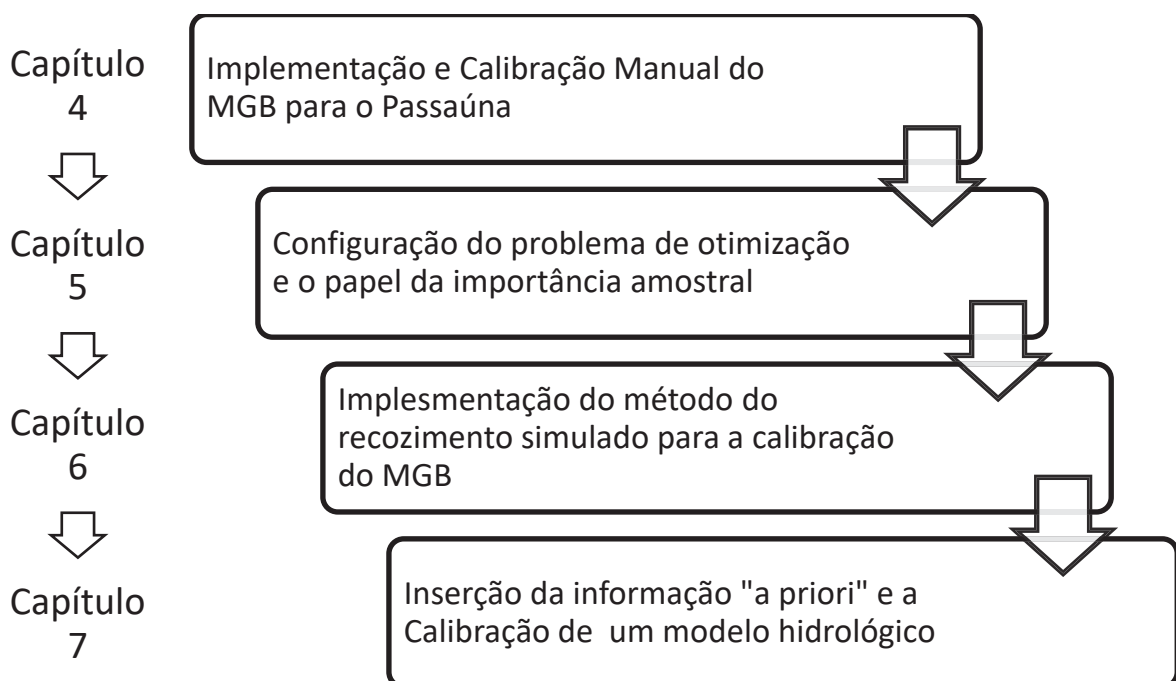 Capítulo
4
Implementação e Calibração Manual do
MGB para o Passaúna
Capítulo
5
Configuração do problema de otimização
e o papel da importância amostral
Capítulo
6
Implesmentação do método do
recozimento simulado para a calibração
do MGB
Capítulo
7
Inserção da informação "a priori" e a
Calibração de um modelo hidrológico